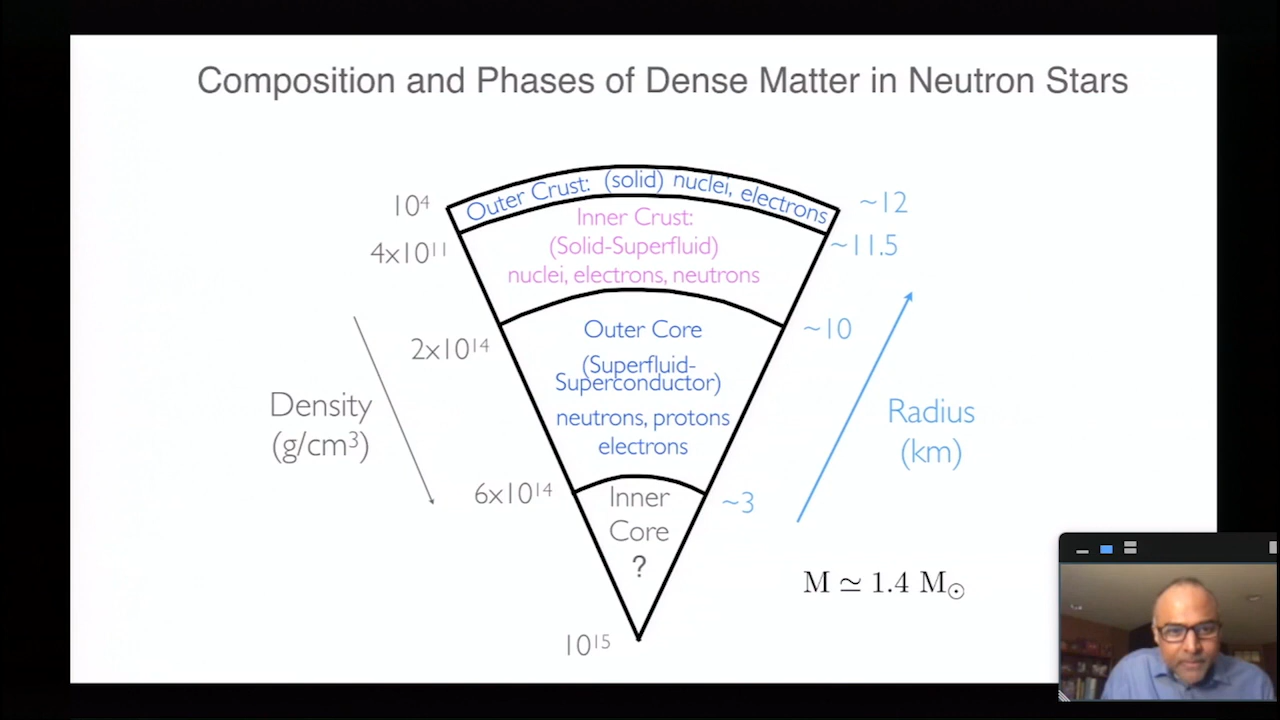 Composition and Phases of Dense Matter in Neutron Stars
Outer Crust: (solid) nuclei, electrons
10⁴
~12
Inner Crust:
(Solid-Superfluid)
nuclei, electrons, neutrons
4x10¹¹
~11.5
2x10¹⁴
~10
Outer Core
(Superfluid-
Superconductor)
neutrons, protons
electrons
Density
(g/cm³)
Radius
(km)
6x10¹⁴
~3
Inner
Core
?
M ≃ 1.4 M☉
10¹⁵